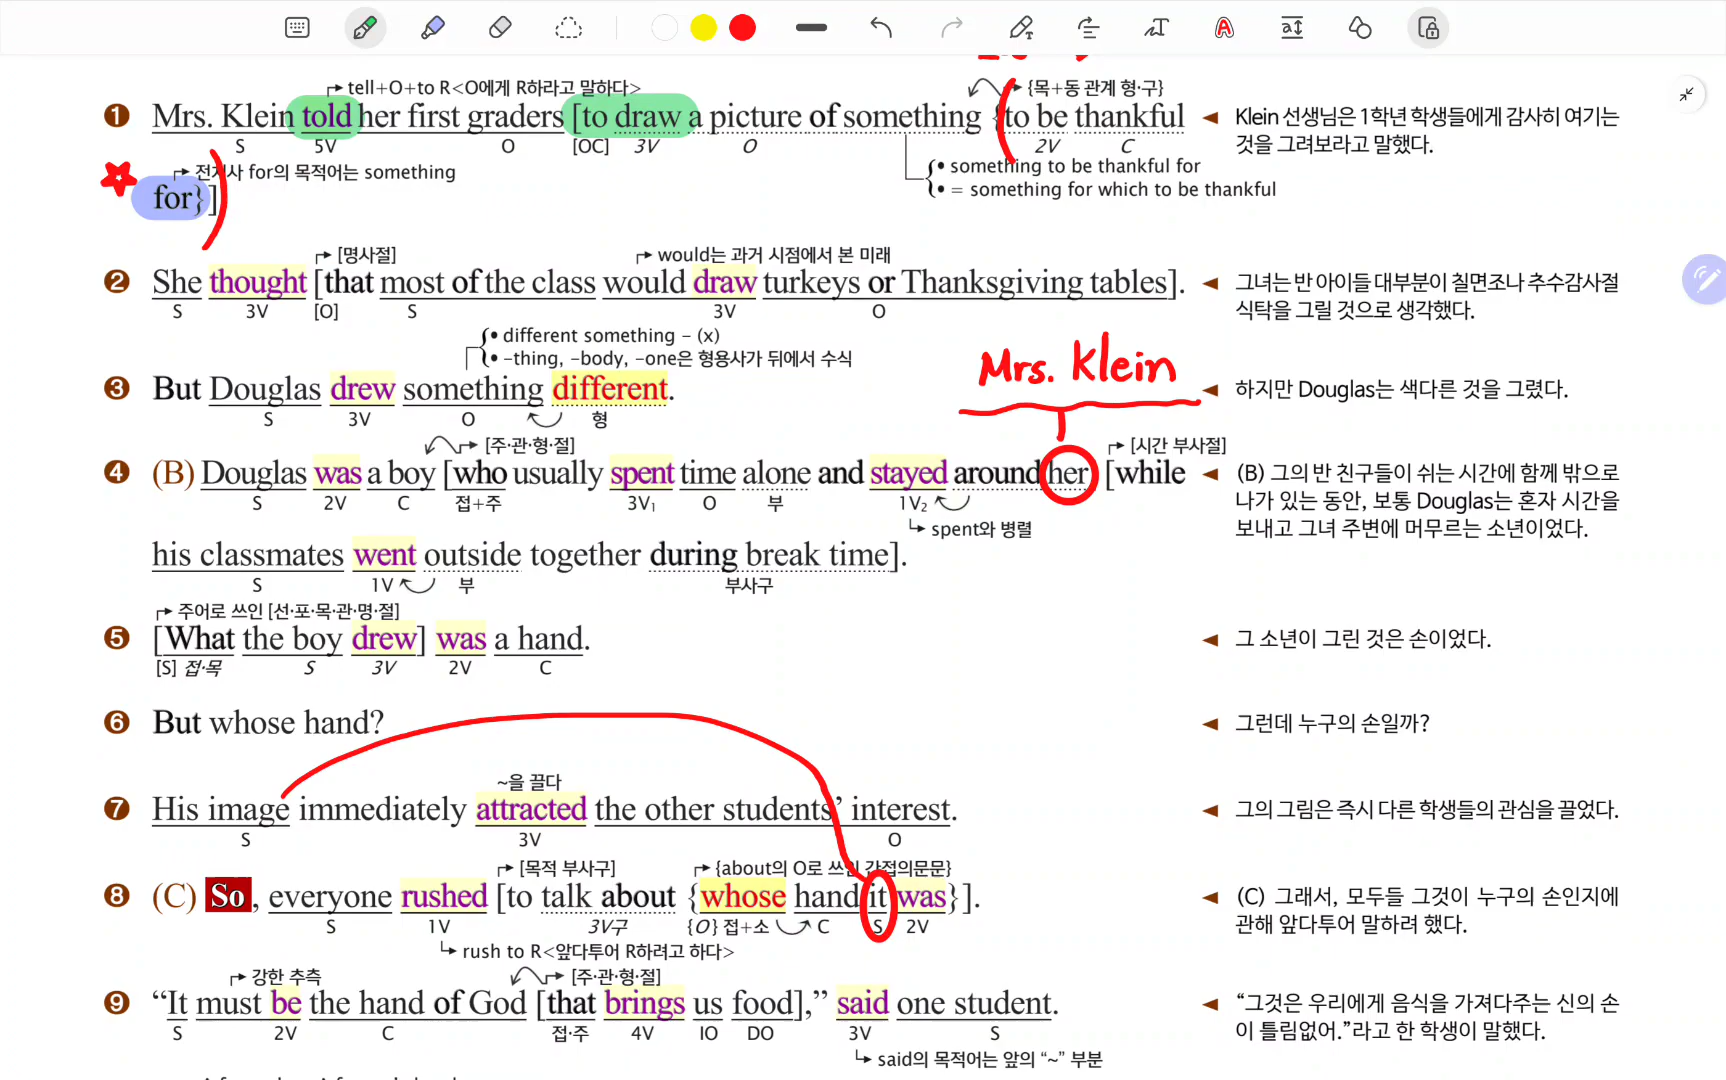 tell+O+to R<O에게 R하라고 말하다> {목+동 관계 형·구}
❶ Mrs. Klein told her first graders [to draw a picture of something {to be thankful ◄ Klein 선생님은 1학년 학생들에게 감사히 여기는
S 5V O [OC] 3V O 2V C 것을 그려보라고 말했다.
• something to be thankful for
전치사 for의 목적어는 something
• = something for which to be thankful
for}]
[명사절] would는 과거 시점에서 본 미래
❷ She thought [that most of the class would draw turkeys or Thanksgiving tables]. ◄ 그녀는 반 아이들 대부분이 칠면조나 추수감사절
S 3V [O] S 3V O 식탁을 그릴 것으로 생각했다.
• different something – (x)
• –thing, –body, –one은 형용사가 뒤에서 수식
Mrs. Klein
❸ But Douglas drew something different. ◄ 하지만 Douglas는 색다른 것을 그렸다.
S 3V O 형
[주·관·형·절] [시간 부사절]
❹ (B) Douglas was a boy [who usually spent time alone and stayed around her [while ◄ (B) 그의 반 친구들이 쉬는 시간에 함께 밖으로
S 2V C 접+주 3V₁ O 부 1V₂ 나가 있는 동안, 보통 Douglas는 혼자 시간을
spent와 병렬 보내고 그녀 주변에 머무르는 소년이었다.
his classmates went outside together during break time].
S 1V 부 부사구
주어로 쓰인 [선·포·목·관·명·절]
❺ [What the boy drew] was a hand. ◄ 그 소년이 그린 것은 손이었다.
[S] 접·목 S 3V 2V C
❻ But whose hand? ◄ 그런데 누구의 손일까?
~을 끌다
❼ His image immediately attracted the other students' interest. ◄ 그의 그림은 즉시 다른 학생들의 관심을 끌었다.
S 3V O
[목적 부사구] {about의 O로 쓰인 간접의문문}
❽ (C) So, everyone rushed [to talk about {whose hand it was}]. ◄ (C) 그래서, 모두들 그것이 누구의 손인지에
S 1V 3V구 {O} 접+소 C S 2V 관해 앞다투어 말하려 했다.
rush to R<앞다투어 R하려고 하다>
강한 추측 [주·관·형·절]
❾ “It must be the hand of God [that brings us food],” said one student. ◄ “그것은 우리에게 음식을 가져다주는 신의 손
S 2V C 접·주 4V IO DO 3V S 이 틀림없어.”라고 한 학생이 말했다.
said의 목적어는 앞의 “~” 부분